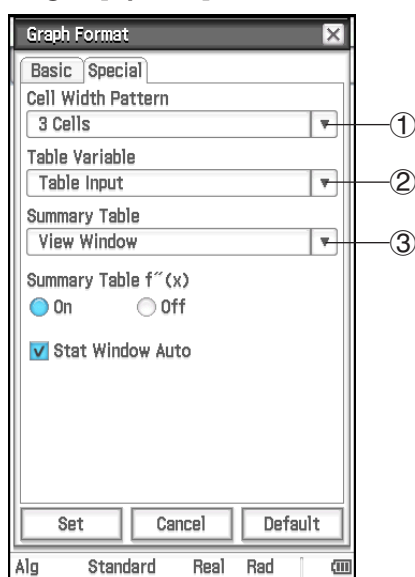 Graph Format
Basic Special
Cell Width Pattern
3 Cells ①
Table Variable
Table Input ②
Summary Table
View Window ③
Summary Table f″(x)
On Off
Stat Window Auto
Set Cancel Default
Alg Standard Real Rad